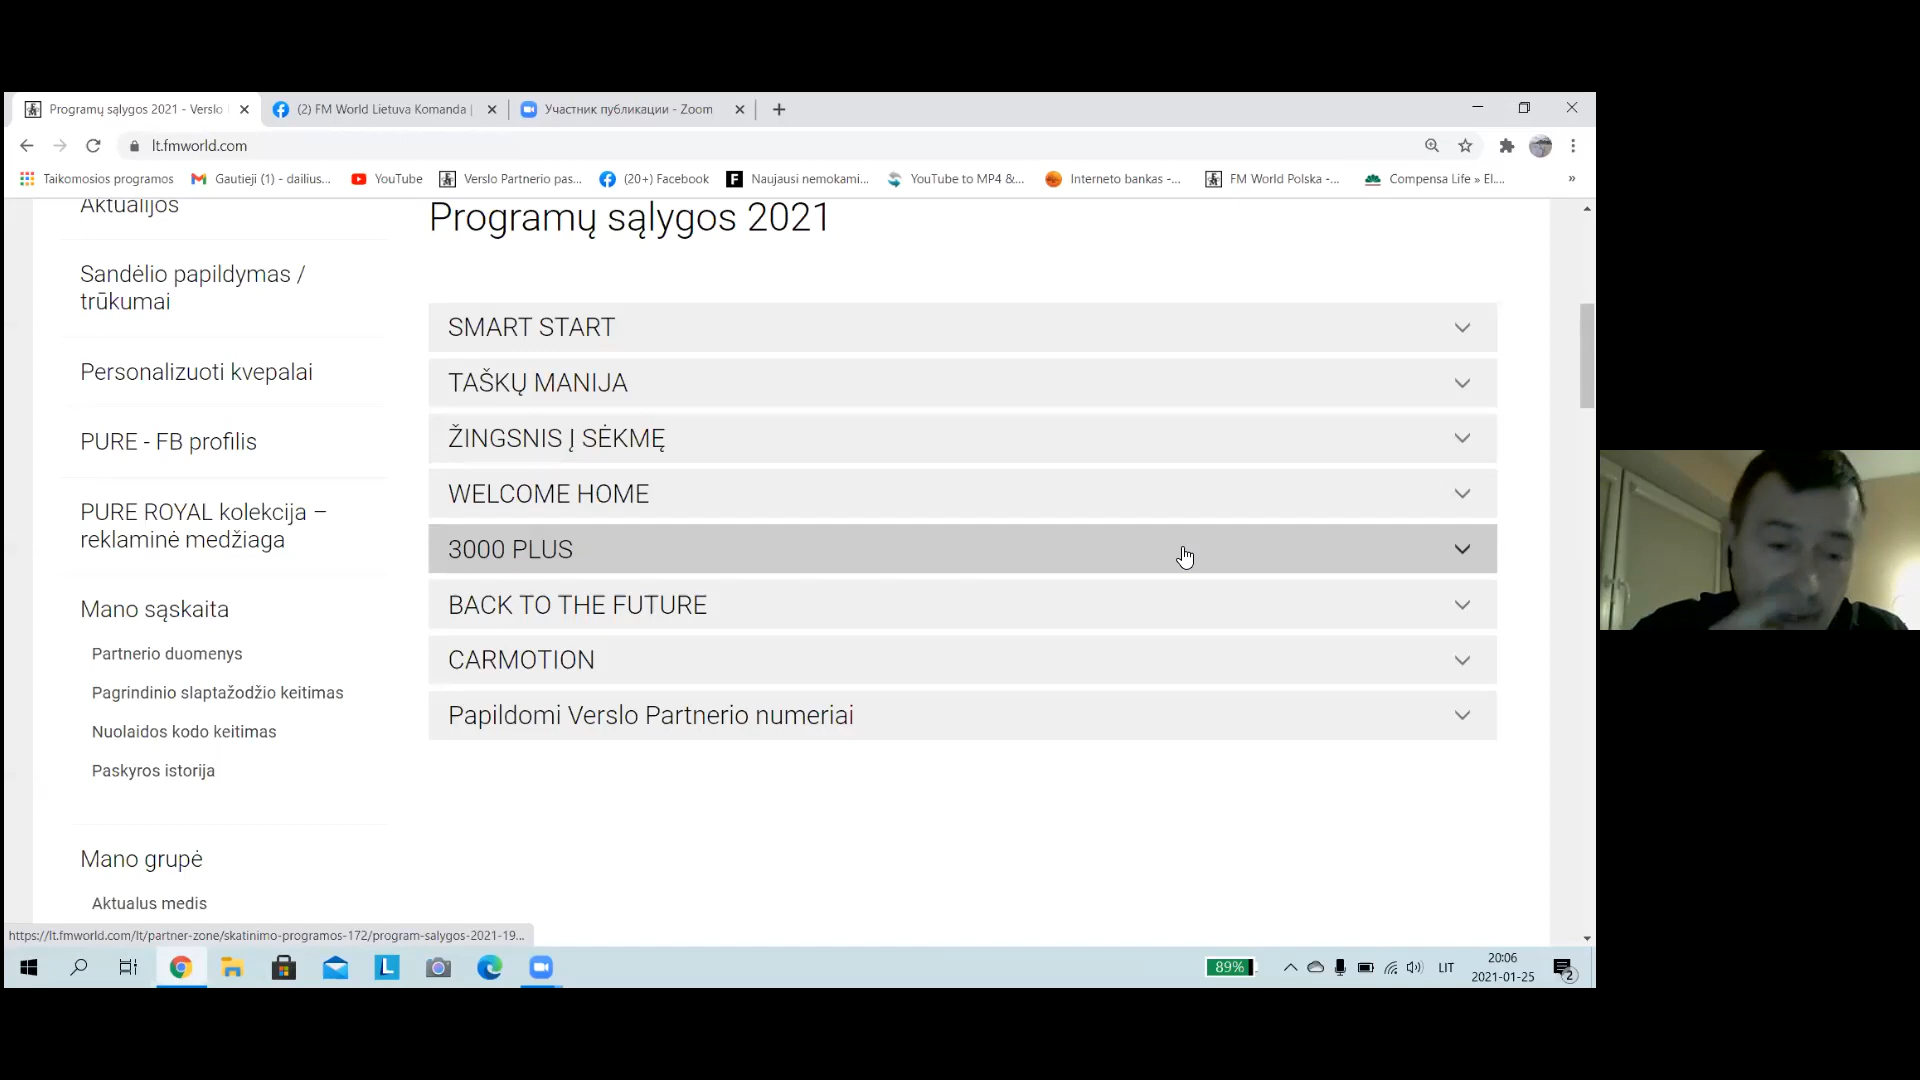 Programų sąlygos 2021 - Verslo
(2) FM World Lietuva Komanda |
Участник публикации - Zoom
lt.fmworld.com
Taikomosios programos
Gautieji (1) - dailius...
YouTube
Verslo Partnerio pas...
(20+) Facebook
Naujausi nemokami...
YouTube to MP4 &...
Interneto bankas -...
FM World Polska -...
Compensa Life » El....
»
Aktualijos
Sandėlio papildymas /
trūkumai
Personalizuoti kvepalai
PURE - FB profilis
PURE ROYAL kolekcija –
reklaminė medžiaga
Mano sąskaita
Partnerio duomenys
Pagrindinio slaptažodžio keitimas
Nuolaidos kodo keitimas
Paskyros istorija
Mano grupė
Aktualus medis
Programų sąlygos 2021
SMART START
TAŠKŲ MANIJA
ŽINGSNIS Į SĖKMĘ
WELCOME HOME
3000 PLUS
BACK TO THE FUTURE
CARMOTION
Papildomi Verslo Partnerio numeriai
https://lt.fmworld.com/lt/partner-zone/skatinimo-programos-172/program-salygos-2021-19...
89%
LIT
20:06
2021-01-25
2